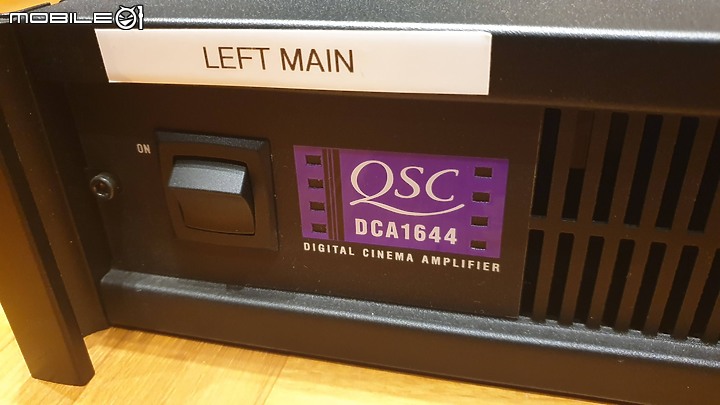 MOBILE01
LEFT MAIN
ON
QSC
DCA1644
DIGITAL CINEMA AMPLIFIER